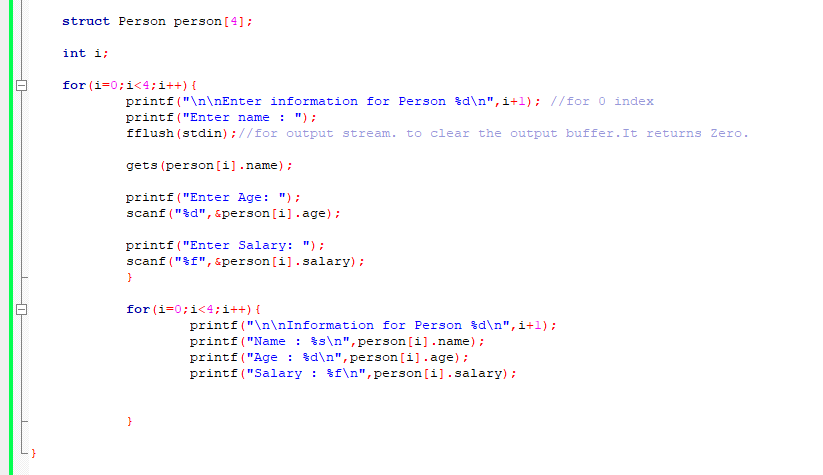 struct Person person[4];
int i;
for(i=0;i<4;i++){
printf("\n\nEnter information for Person %d\n",i+1); //for 0 index
printf("Enter name : ");
fflush(stdin);//for output stream. to clear the output buffer.It returns Zero.
gets(person[i].name);
printf("Enter Age: ");
scanf("%d",&person[i].age);
printf("Enter Salary: ");
scanf("%f",&person[i].salary);
}
for(i=0;i<4;i++){
printf("\n\nInformation for Person %d\n",i+1);
printf("Name : %s\n",person[i].name);
printf("Age : %d\n",person[i].age);
printf("Salary : %f\n",person[i].salary);
}
}